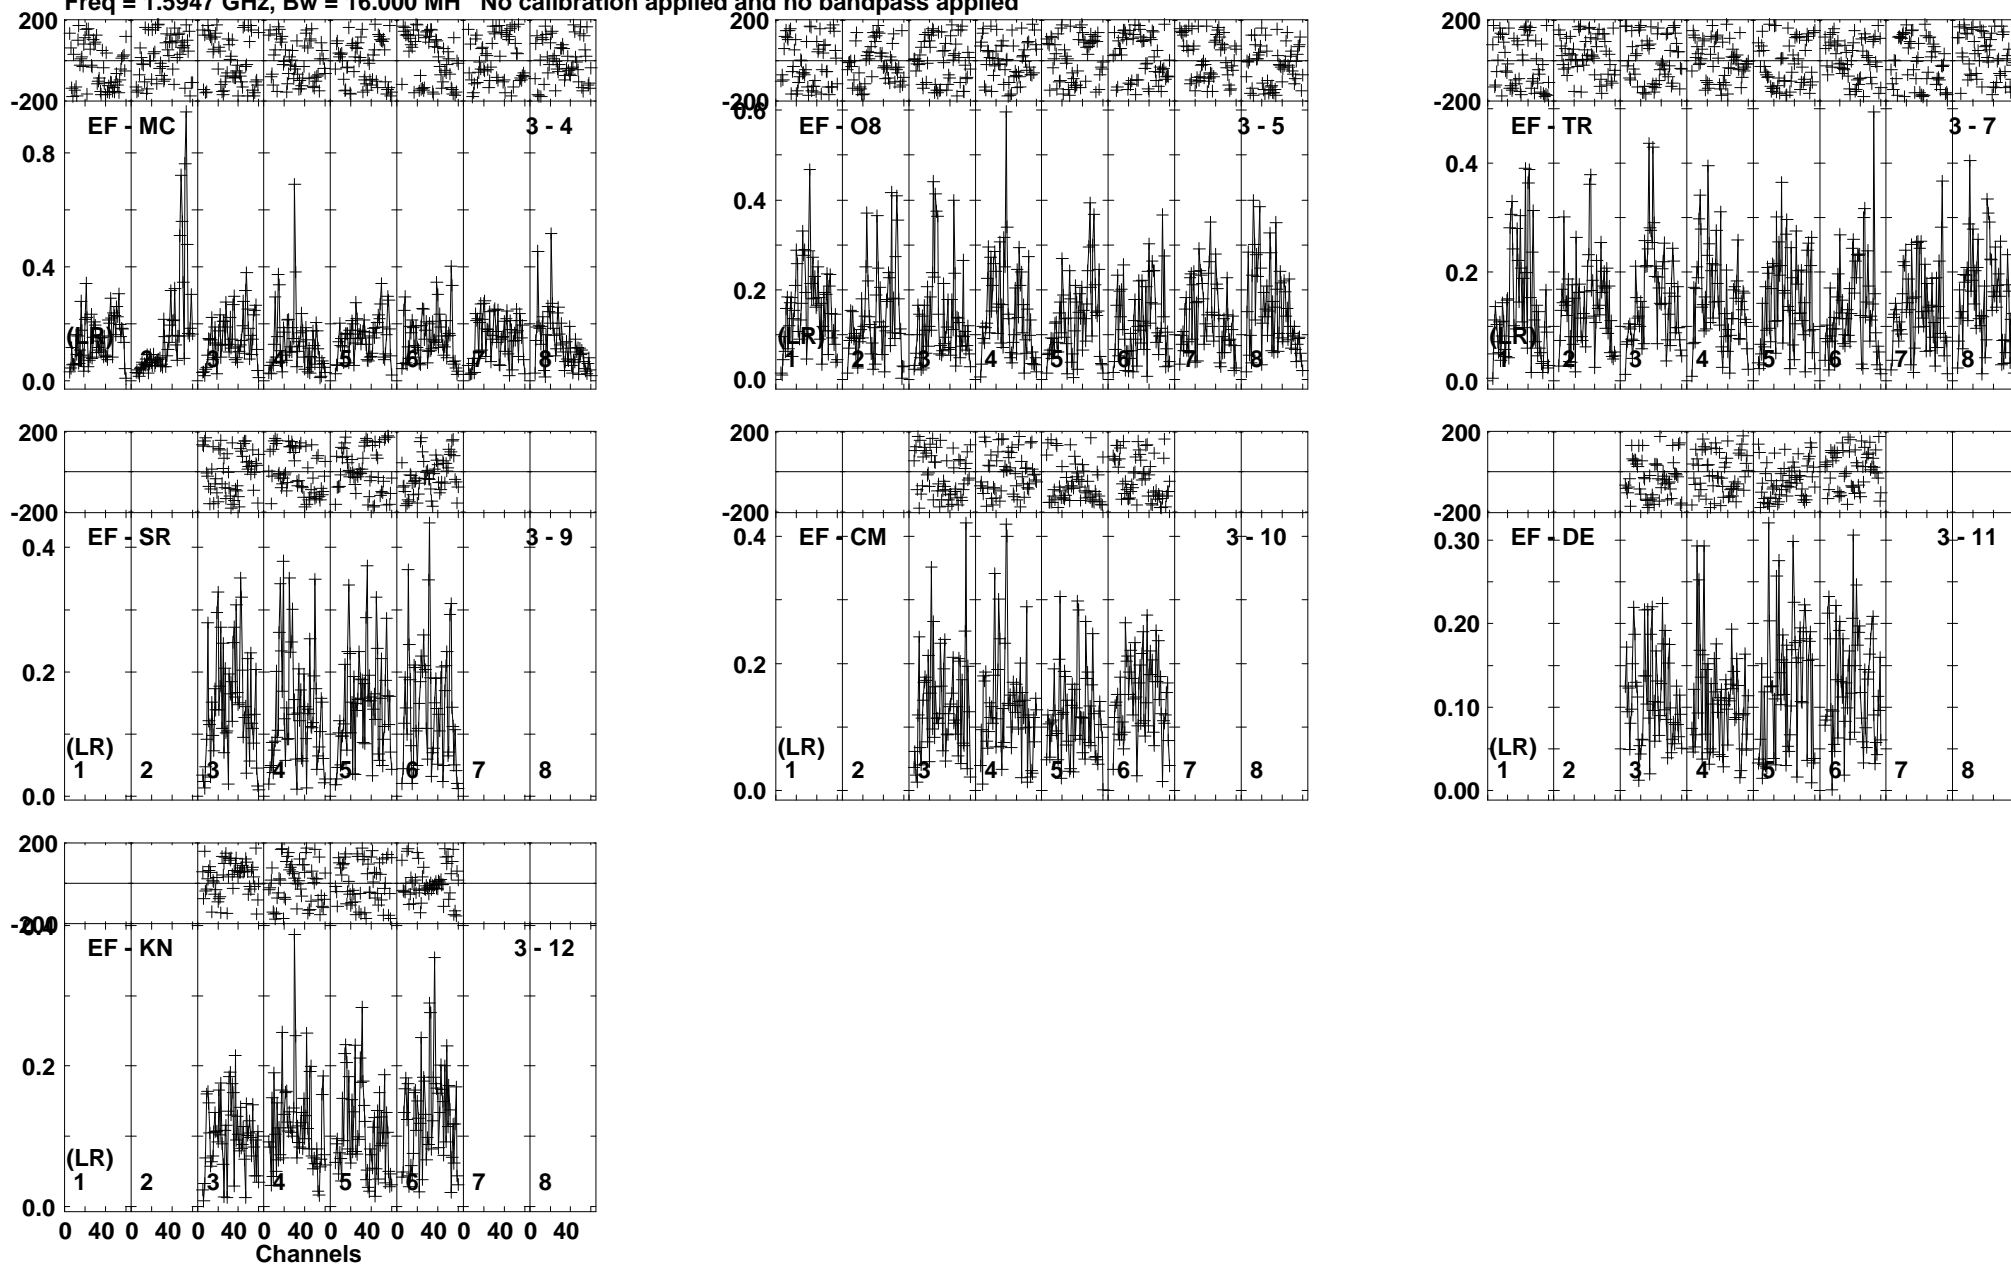 Freq = 1.5947 GHz, Bw = 16.000 MH No calibration applied and no bandpass applied
200 200 200
-200 -200 -200
EF - MC 3 - 4 EF - O8 3 - 5 EF - TR 3 - 7
0.8 0.6 0.4
0.4 0.4 0.2
0.0 0.2 0.0
0.0
(LR) (LR) (LR)
1 2 3 4 5 6 7 8 1 2 3 4 5 6 7 8 1 2 3 4 5 6 7 8
200 200 200
-200 -200 -200
EF - SR 3 - 9 EF - CM 3 - 10 EF - DE 3 - 11
0.4 0.4 0.30
0.2 0.2 0.20
0.10
(LR) (LR) (LR)
1 2 3 4 5 6 7 8 1 2 3 4 5 6 7 8 1 2 3 4 5 6 7 8
0.0 0.0 0.00
200
-200
0.4
EF - KN 3 - 12
0.2
(LR)
1 2 3 4 5 6 7 8
0.0
0 40 0 40 0 40 0 40 0 40 0 40 0 40 0 40
Channels